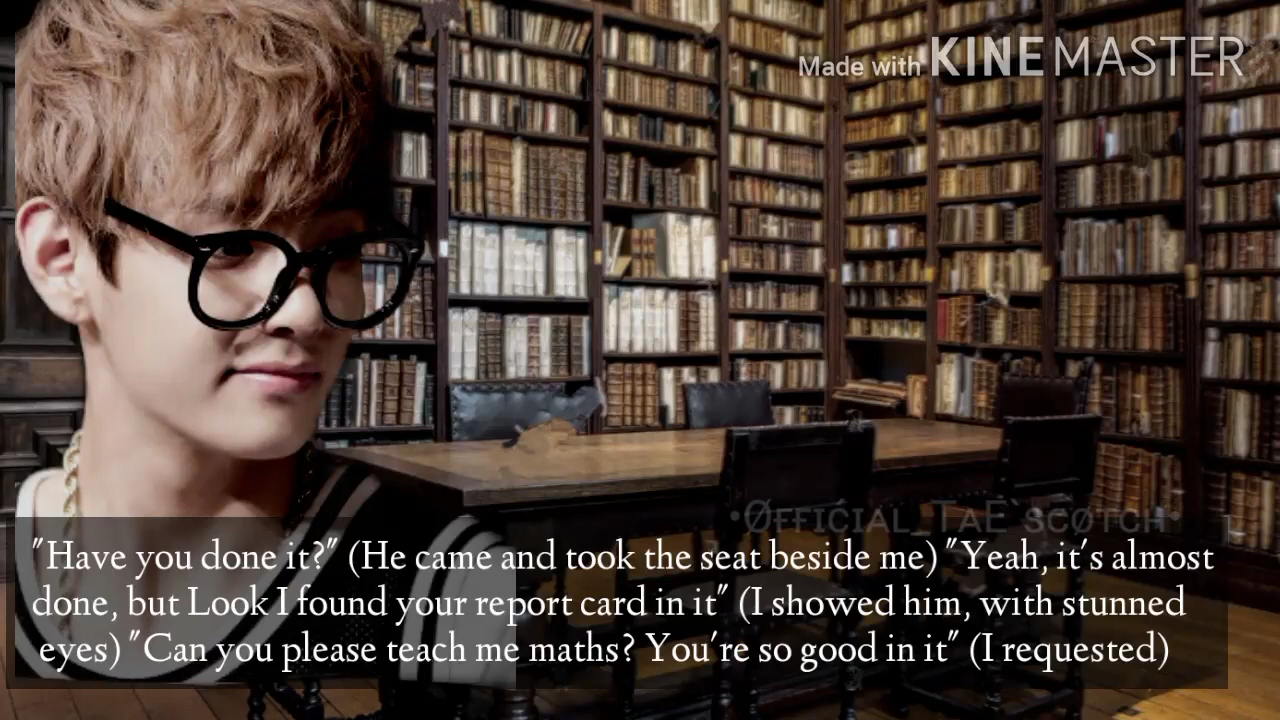 Made with KINEMASTER
•ØFFICIAL_TAE`SCØTCH•
"Have you done it?" (He came and took the seat beside me) "Yeah, it's almost
done, but Look I found your report card in it" (I showed him, with stunned
eyes) "Can you please teach me maths? You're so good in it" (I requested)